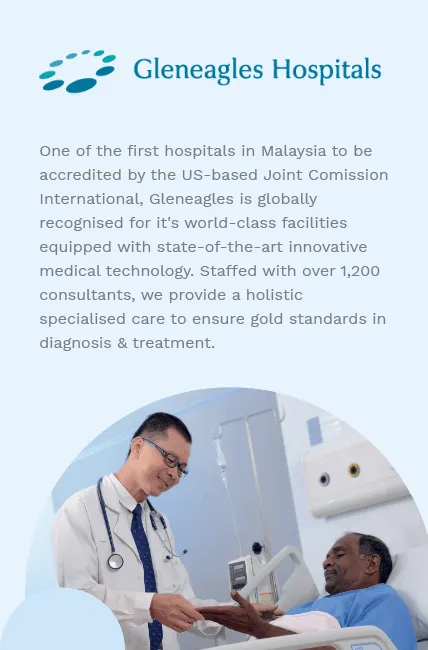 Gleneagles Hospitals
One of the first hospitals in Malaysia to be
accredited by the US-based Joint Comission
International, Gleneagles is globally
recognised for it's world-class facilities
equipped with state-of-the-art innovative
medical technology. Staffed with over 1,200
consultants, we provide a holistic
specialised care to ensure gold standards in
diagnosis & treatment.